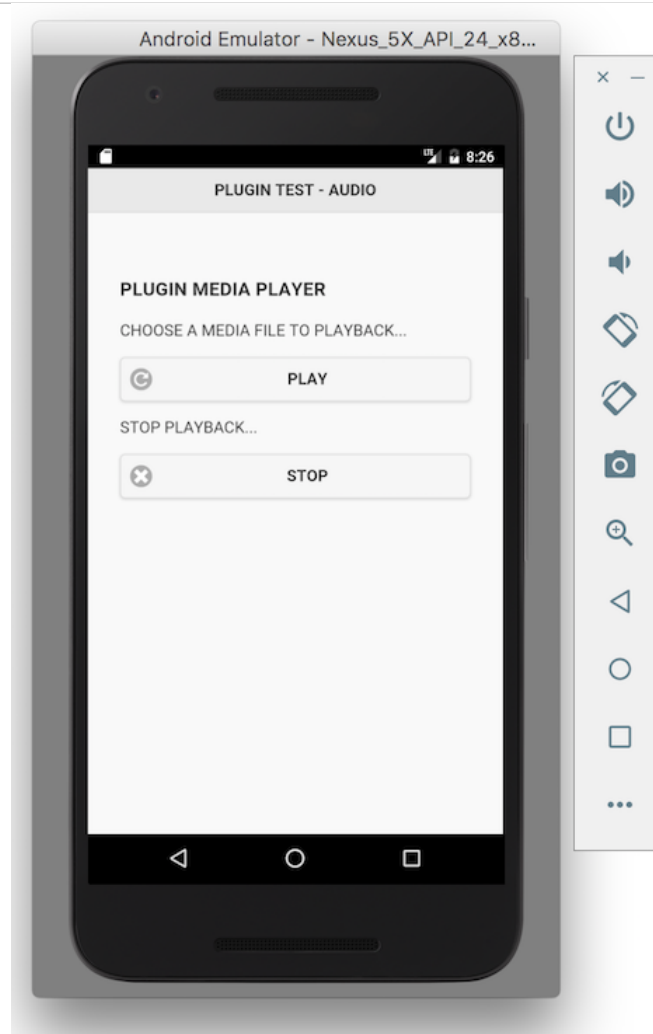 Android Emulator - Nexus_5X_API_24_x8...
LTE 8:26
PLUGIN TEST - AUDIO
PLUGIN MEDIA PLAYER
CHOOSE A MEDIA FILE TO PLAYBACK...
PLAY
STOP PLAYBACK...
STOP